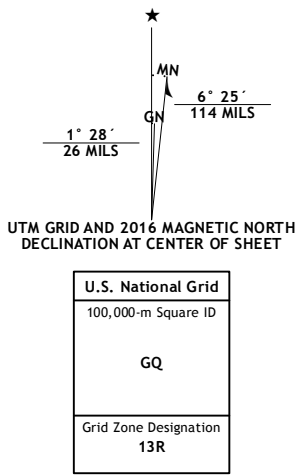 MN
GN
6° 25´
114 MILS
1° 28´
26 MILS
UTM GRID AND 2016 MAGNETIC NORTH
DECLINATION AT CENTER OF SHEET
U.S. National Grid
100,000-m Square ID
GQ
Grid Zone Designation
13R